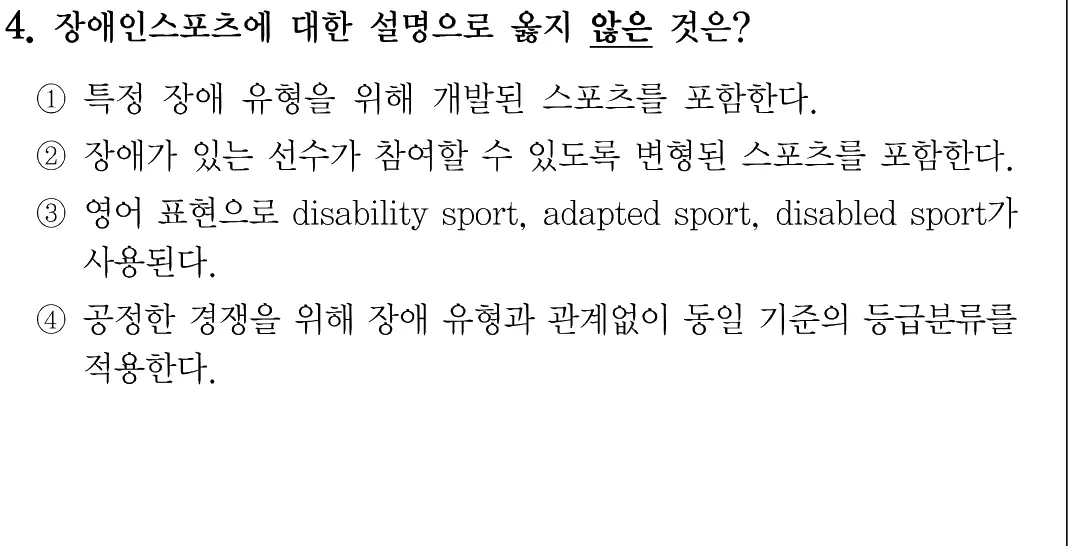 4. 장애인스포츠에 대한 설명으로 옳지 않은 것은?
① 특정 장애 유형을 위해 개발된 스포츠를 포함한다.
② 장애가 있는 선수가 참여할 수 있도록 변형된 스포츠를 포함한다.
③ 영어 표현으로 disability sport, adapted sport, disabled sport가
사용된다.
④ 공정한 경쟁을 위해 장애 유형과 관계없이 동일 기준의 등급분류를
적용한다.